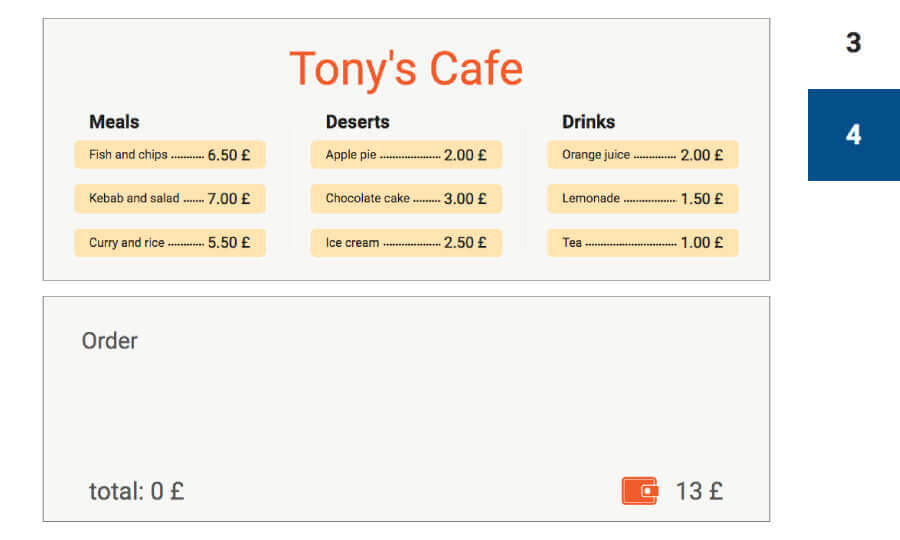 3
4
Tony's Cafe
Meals
Fish and chips ........... 6.50 £
Kebab and salad ....... 7.00 £
Curry and rice ............ 5.50 £
Deserts
Apple pie .................... 2.00 £
Chocolate cake ......... 3.00 £
Ice cream ................... 2.50 £
Drinks
Orange juice .............. 2.00 £
Lemonade ................. 1.50 £
Tea .............................. 1.00 £
Order
total: 0 £
13 £